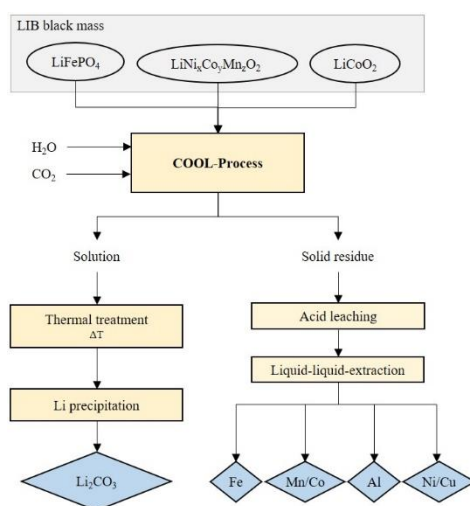 LIB black mass
LiFePO₄
LiNiₓCoᵧMn_zO₂
LiCoO₂
H₂O
CO₂
COOL-Process
Solution
Solid residue
Thermal treatment
ΔT
Acid leaching
Liquid-liquid-extraction
Li precipitation
Li₂CO₃
Fe
Mn/Co
Al
Ni/Cu